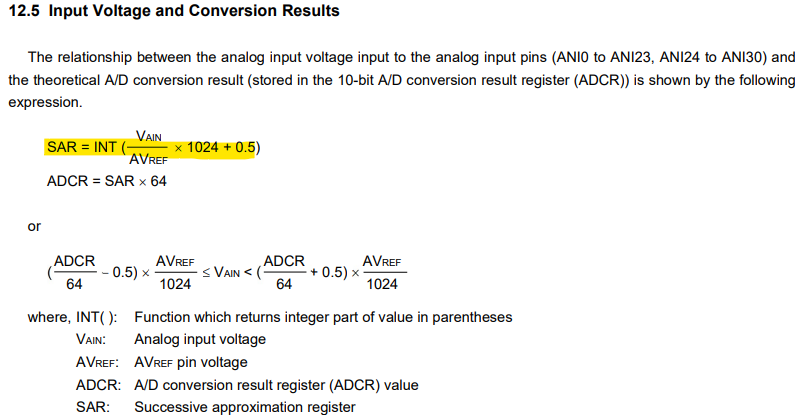 12.5 Input Voltage and Conversion Results
The relationship between the analog input voltage input to the analog input pins (ANI0 to ANI23, ANI24 to ANI30) and
the theoretical A/D conversion result (stored in the 10-bit A/D conversion result register (ADCR)) is shown by the following
expression.
SAR = INT (VAIN / AVREF × 1024 + 0.5)
ADCR = SAR × 64
or
(ADCR / 64 − 0.5) × AVREF / 1024 ≤ VAIN < (ADCR / 64 + 0.5) × AVREF / 1024
where, INT( ): Function which returns integer part of value in parentheses
VAIN: Analog input voltage
AVREF: AVREF pin voltage
ADCR: A/D conversion result register (ADCR) value
SAR: Successive approximation register